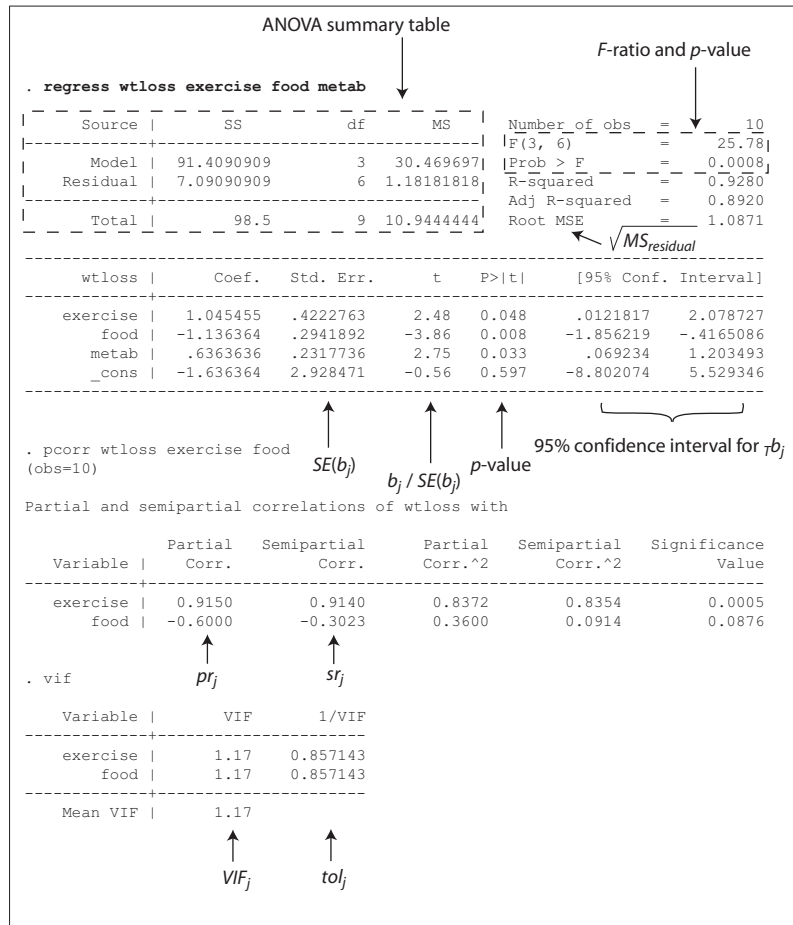 ANOVA summary table
F-ratio and p-value
. regress wtloss exercise food metab
Source | SS df MS Number of obs = 10
-------------+------------------------------ F(3, 6) = 25.78
Model | 91.4090909 3 30.469697 Prob > F = 0.0008
Residual | 7.09090909 6 1.18181818 R-squared = 0.9280
-------------+------------------------------ Adj R-squared = 0.8920
Total | 98.5 9 10.9444444 Root MSE = 1.0871
√MSresidual
------------------------------------------------------------------------------
wtloss | Coef. Std. Err. t P>|t| [95% Conf. Interval]
-------------+----------------------------------------------------------------
exercise | 1.045455 .4222763 2.48 0.048 .0121817 2.078727
food | -1.136364 .2941892 -3.86 0.008 -1.856219 -.4165086
metab | .6363636 .2317736 2.75 0.033 .069234 1.203493
_cons | -1.636364 2.928471 -0.56 0.597 -8.802074 5.529346
------------------------------------------------------------------------------
SE(bj) bj / SE(bj) p-value 95% confidence interval for Tbj
. pcorr wtloss exercise food
(obs=10)
Partial and semipartial correlations of wtloss with
Partial Semipartial Partial Semipartial Significance
Variable | Corr. Corr. Corr.^2 Corr.^2 Value
-------------+----------------------------------------------------------------
exercise | 0.9150 0.9140 0.8372 0.8354 0.0005
food | -0.6000 -0.3023 0.3600 0.0914 0.0876
prj srj
. vif
Variable | VIF 1/VIF
-------------+----------------------
exercise | 1.17 0.857143
food | 1.17 0.857143
-------------+----------------------
Mean VIF | 1.17
VIFj tolj